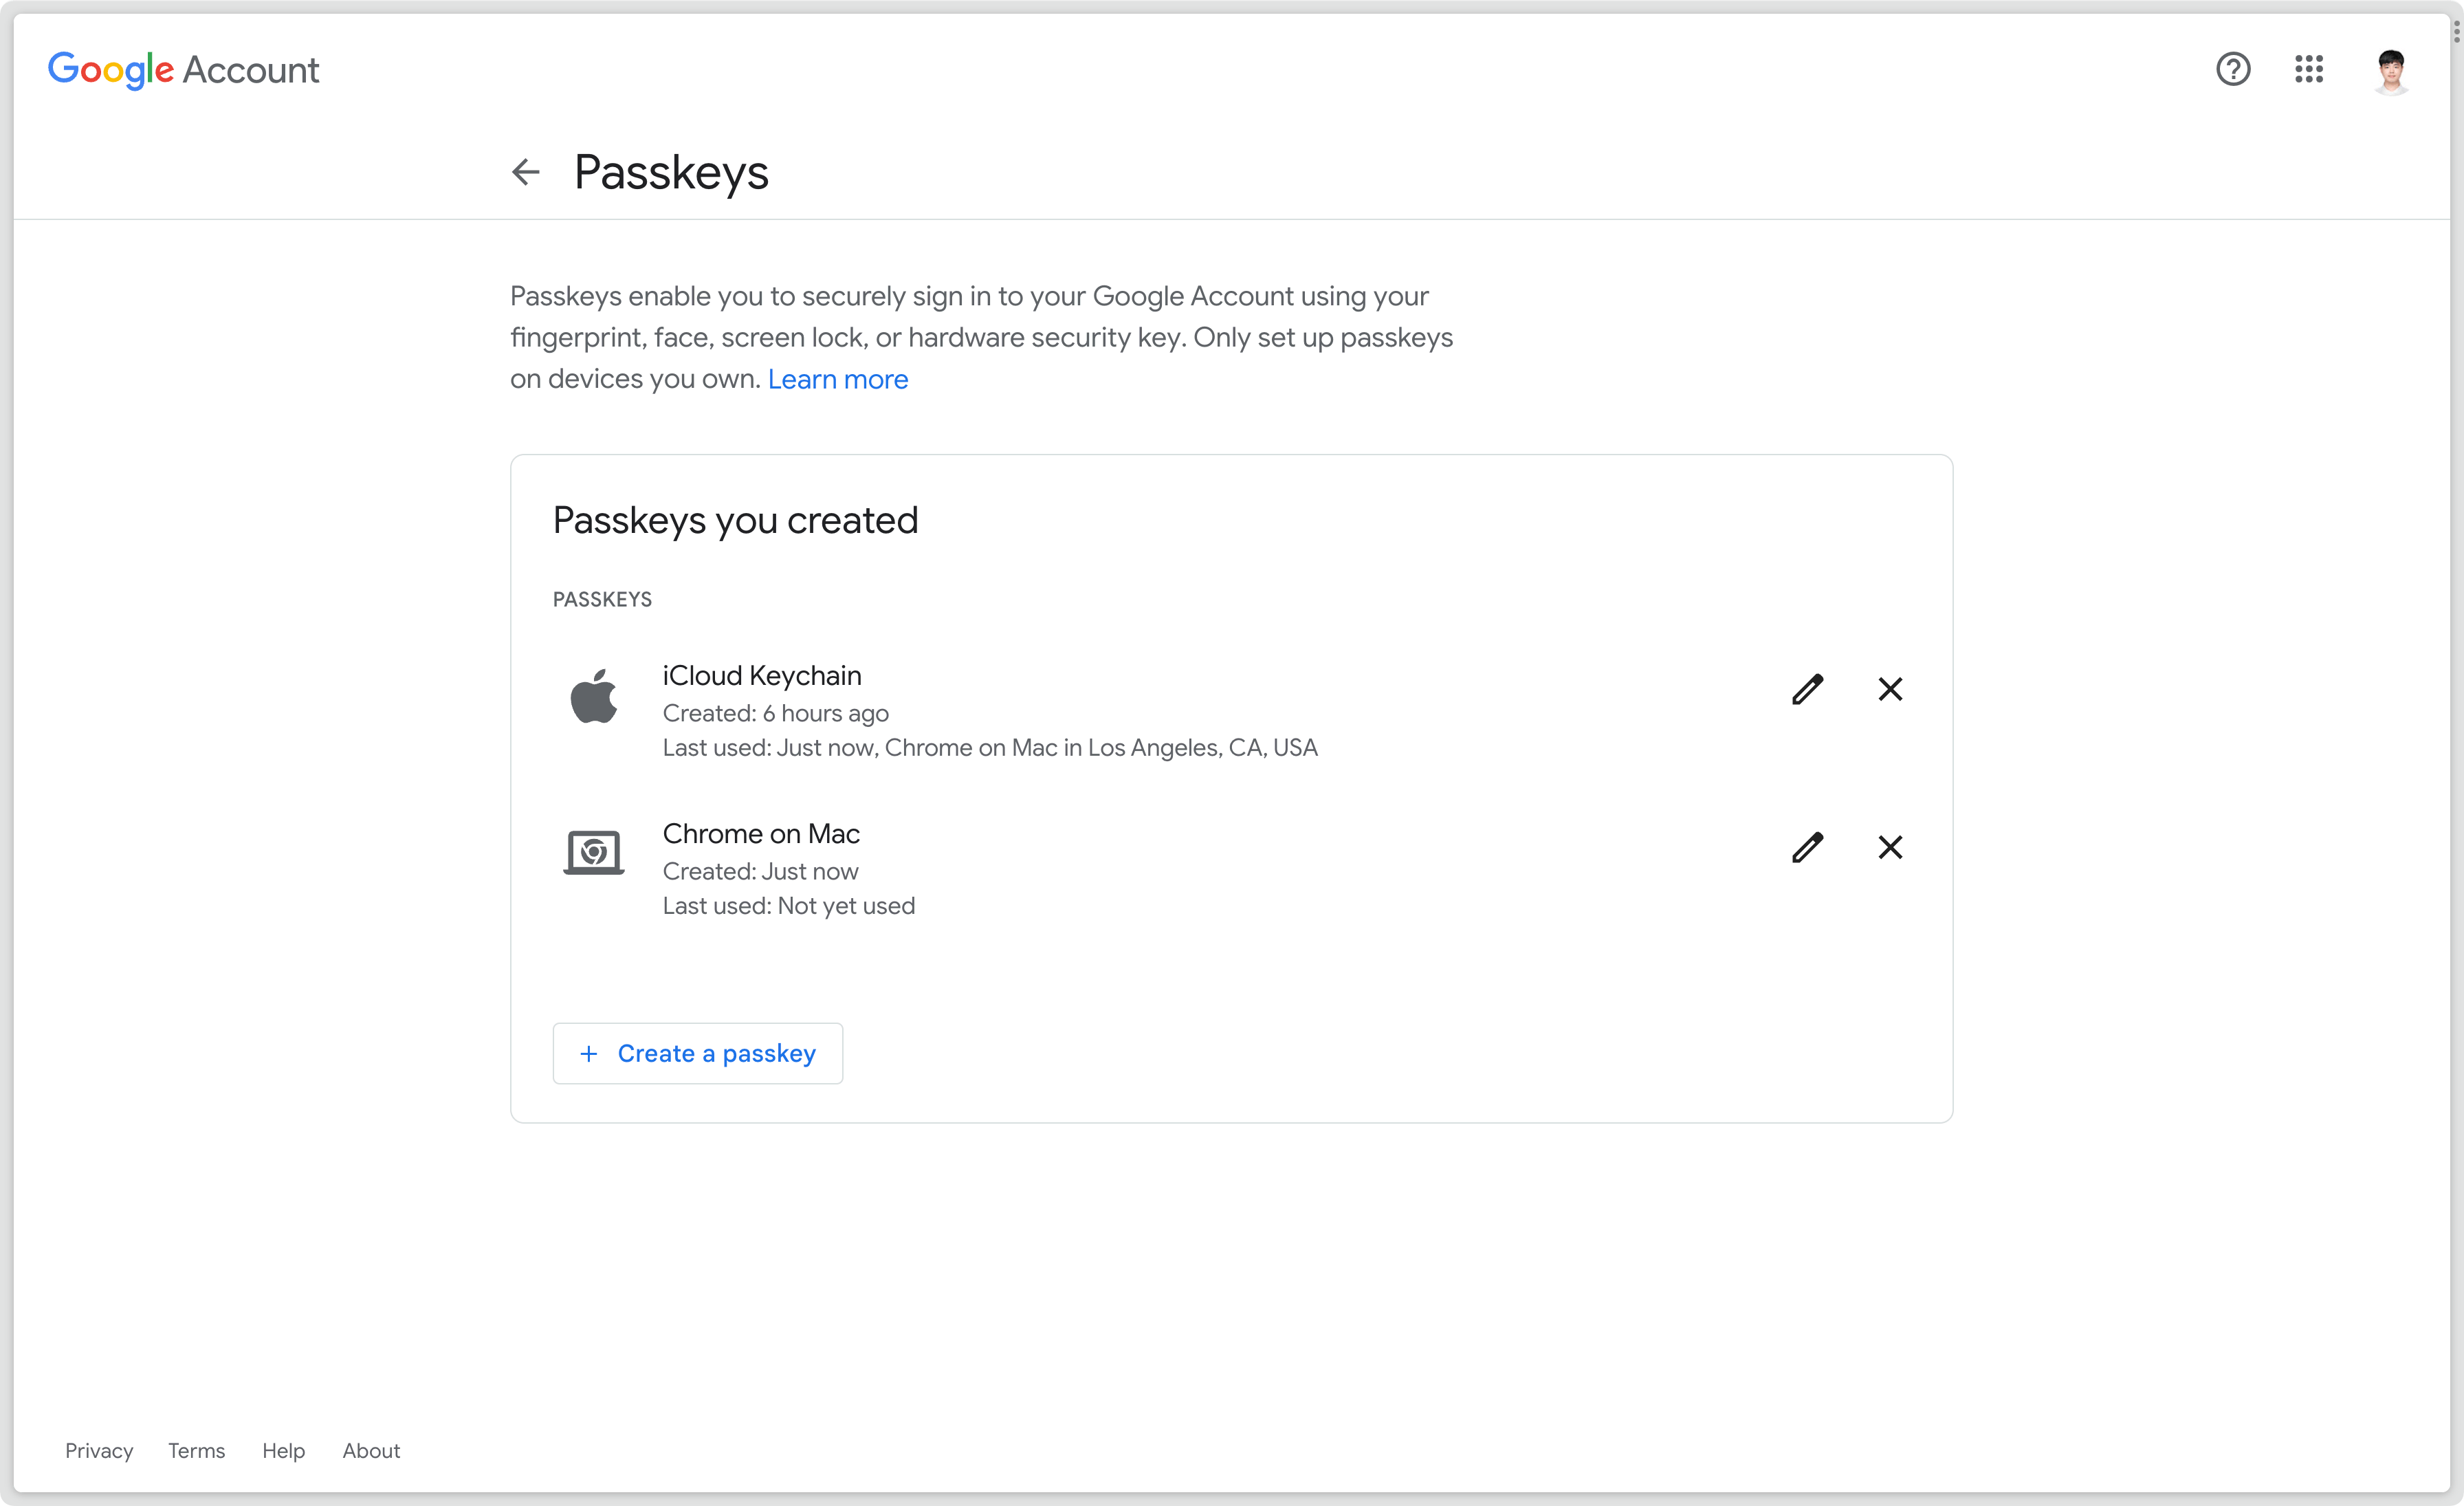 Google Account
Passkeys
Passkeys enable you to securely sign in to your Google Account using your
fingerprint, face, screen lock, or hardware security key. Only set up passkeys
on devices you own. Learn more
Passkeys you created
PASSKEYS
iCloud Keychain
Created: 6 hours ago
Last used: Just now, Chrome on Mac in Los Angeles, CA, USA
Chrome on Mac
Created: Just now
Last used: Not yet used
+ Create a passkey
Privacy Terms Help About